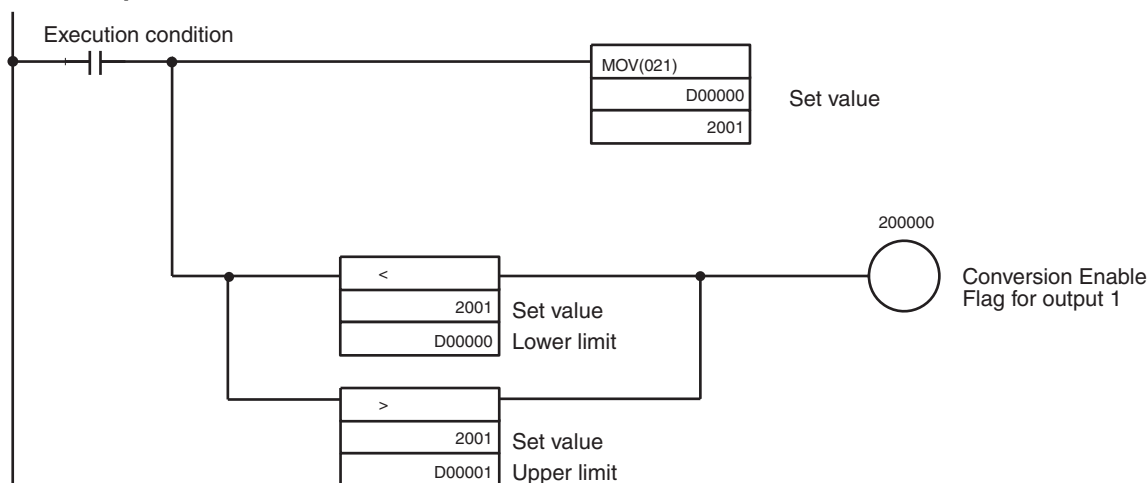 Execution condition
MOV(021)
D00000 Set value
2001
200000
<
2001 Set value
D00000 Lower limit
Conversion Enable
Flag for output 1
>
2001 Set value
D00001 Upper limit